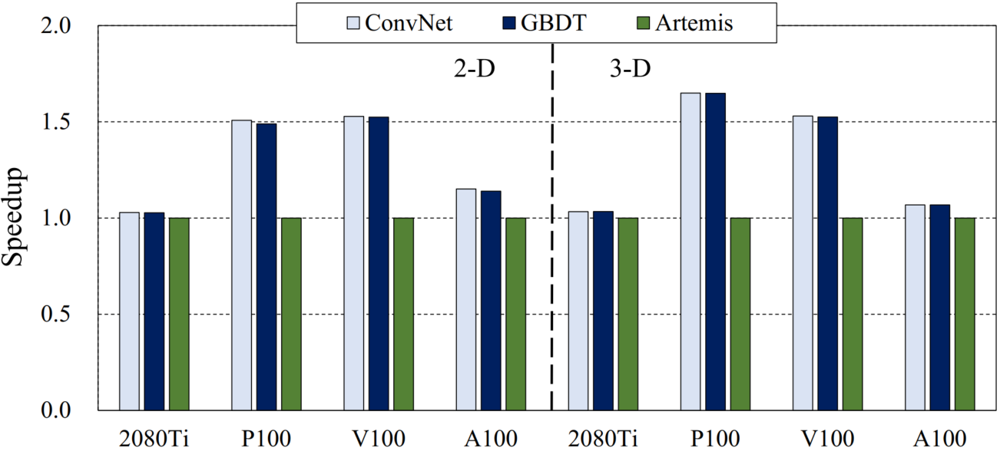 ConvNet GBDT Artemis
2.0
2-D 3-D
1.5
1.0
0.5
0.0
Speedup
2080Ti P100 V100 A100 2080Ti P100 V100 A100